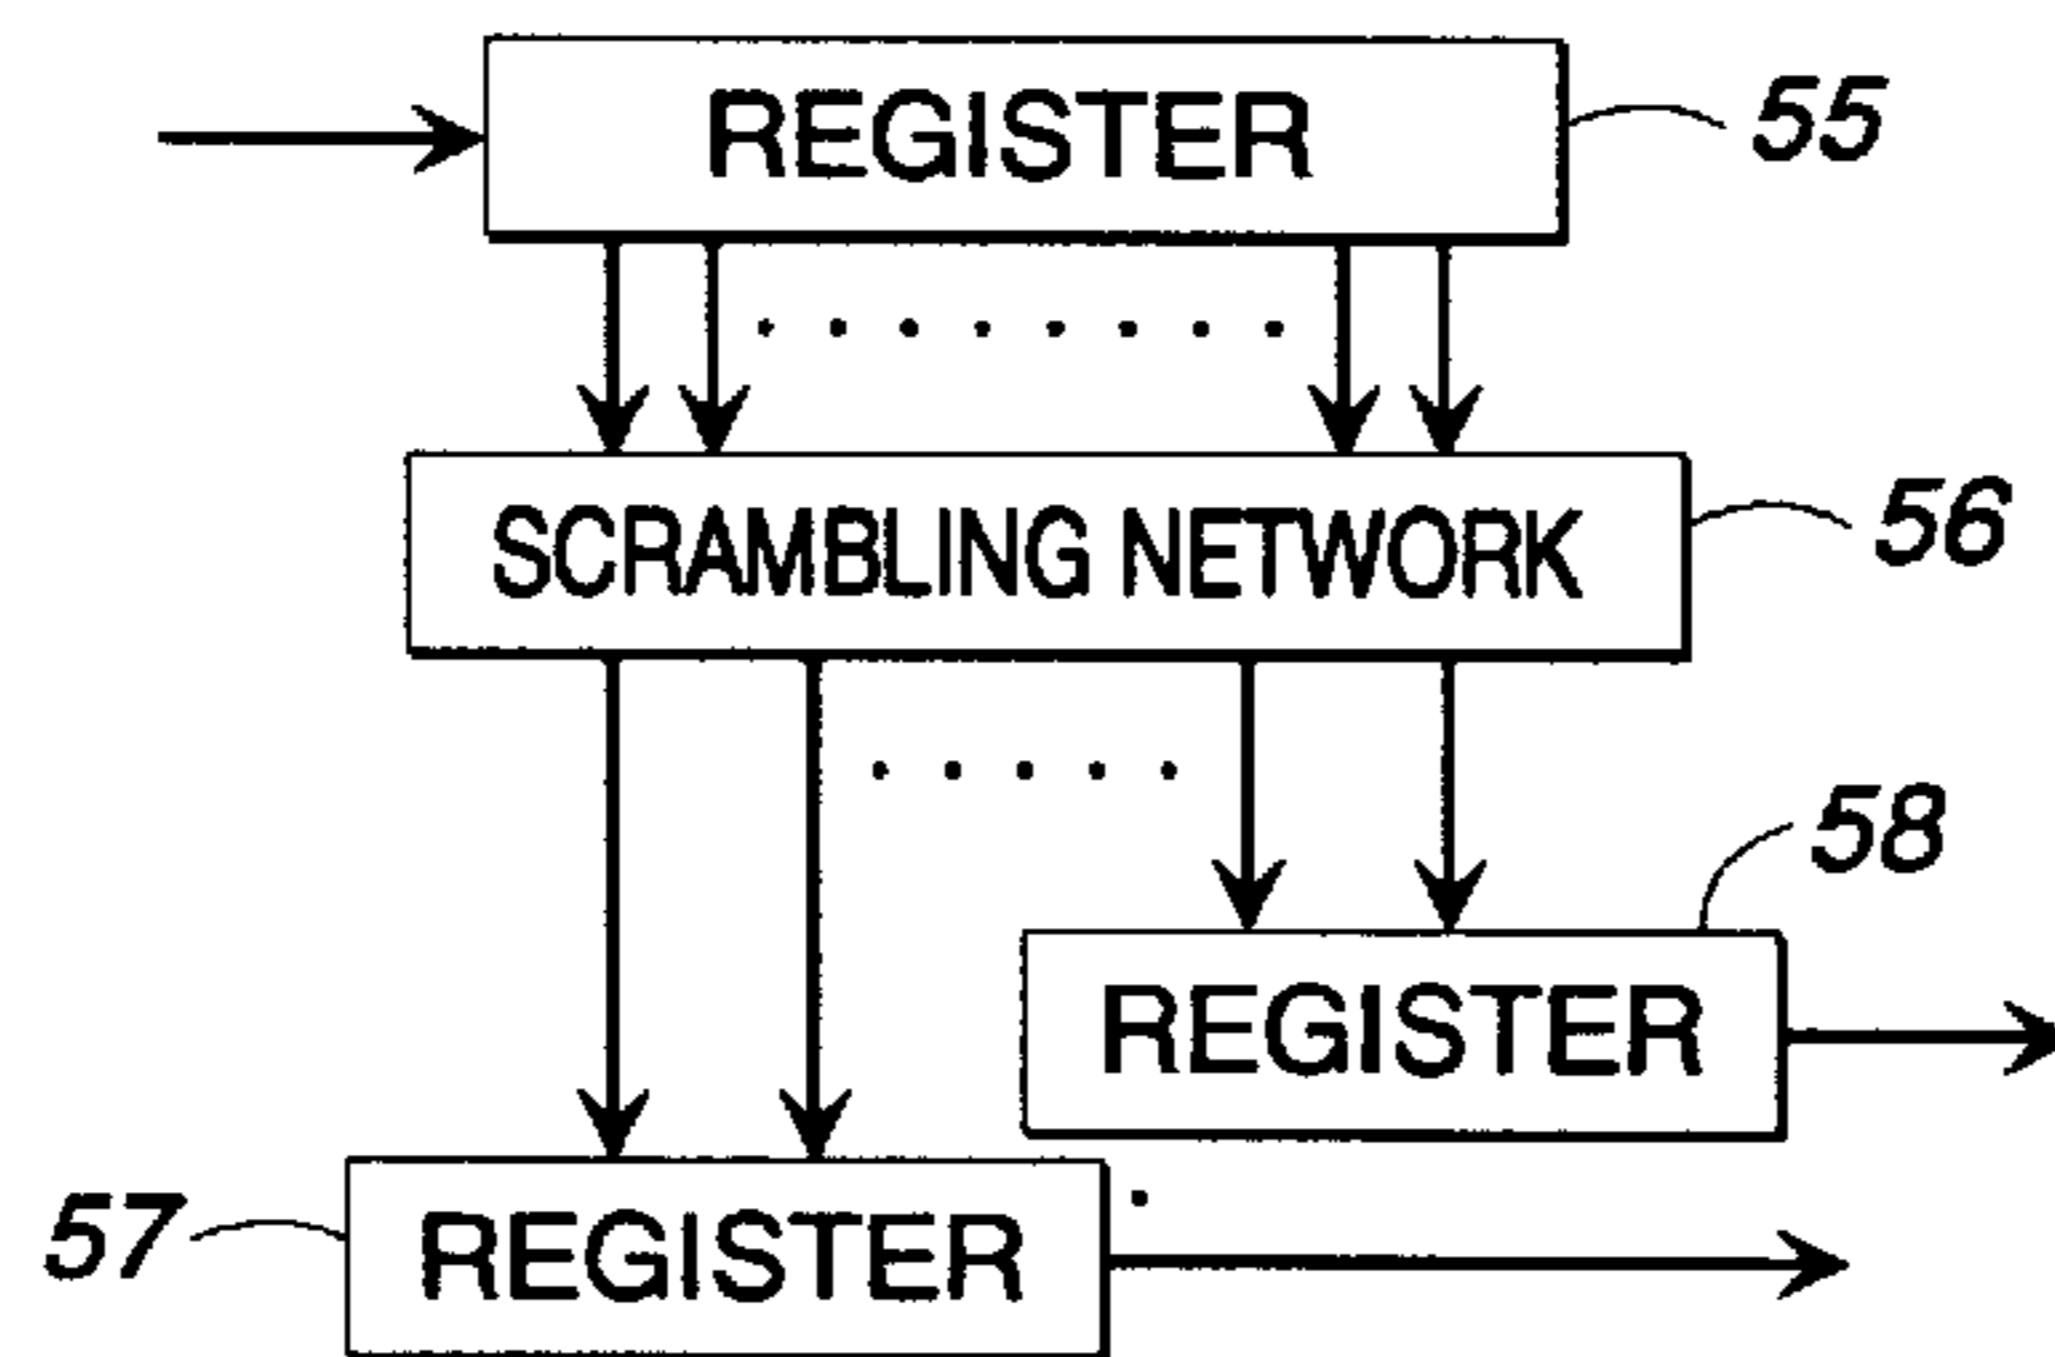 REGISTER 55
SCRAMBLING NETWORK 56
58
REGISTER
57 REGISTER